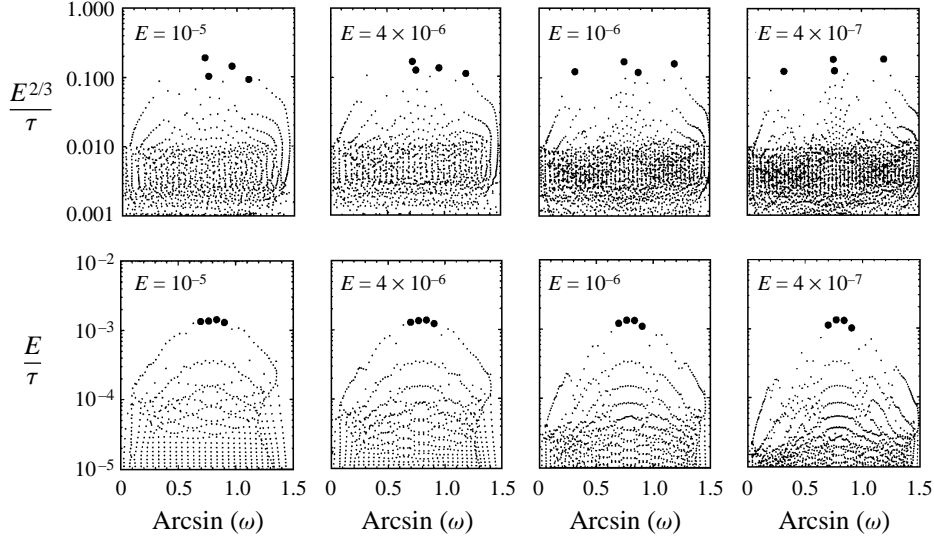 E = 10⁻⁵ E = 4 × 10⁻⁶ E = 10⁻⁶ E = 4 × 10⁻⁷
1.000
0.100
0.010
0.001
E^{2/3}
τ
E = 10⁻⁵ E = 4 × 10⁻⁶ E = 10⁻⁶ E = 4 × 10⁻⁷
10⁻²
10⁻³
10⁻⁴
10⁻⁵
E
τ
0 0.5 1.0 1.5 0 0.5 1.0 1.5 0 0.5 1.0 1.5 0 0.5 1.0 1.5
Arcsin (ω) Arcsin (ω) Arcsin (ω) Arcsin (ω)